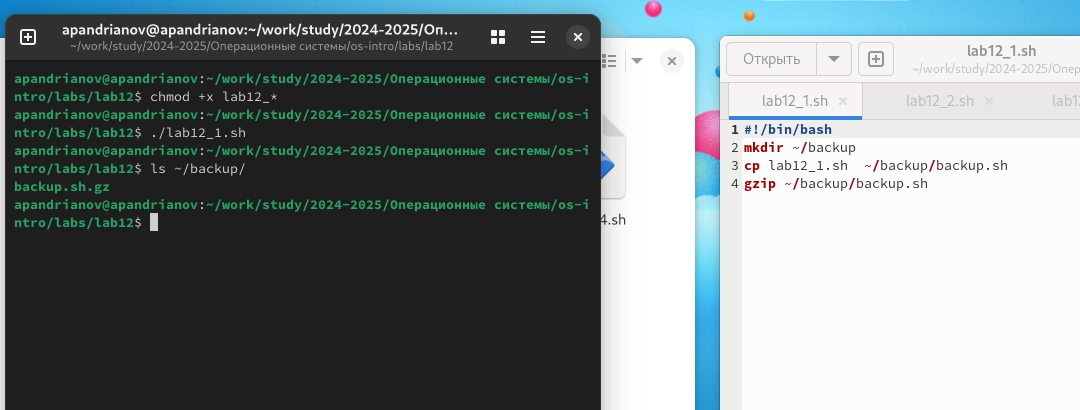 apandrianov@apandrianov:~/work/study/2024-2025/Оп…
~/work/study/2024-2025/Операционные системы/os-intro/labs/lab12
apandrianov@apandrianov:~/work/study/2024-2025/Операционные системы/os-i
ntro/labs/lab12$ chmod +x lab12_*
apandrianov@apandrianov:~/work/study/2024-2025/Операционные системы/os-i
ntro/labs/lab12$ ./lab12_1.sh
apandrianov@apandrianov:~/work/study/2024-2025/Операционные системы/os-i
ntro/labs/lab12$ ls ~/backup/
backup.sh.gz
apandrianov@apandrianov:~/work/study/2024-2025/Операционные системы/os-i
ntro/labs/lab12$
4.sh
Открыть
lab12_1.sh
~/work/study/2024-2025/Опер
lab12_1.sh
lab12_2.sh
lab12
1 #!/bin/bash
2 mkdir ~/backup
3 cp lab12_1.sh  ~/backup/backup.sh
4 gzip ~/backup/backup.sh